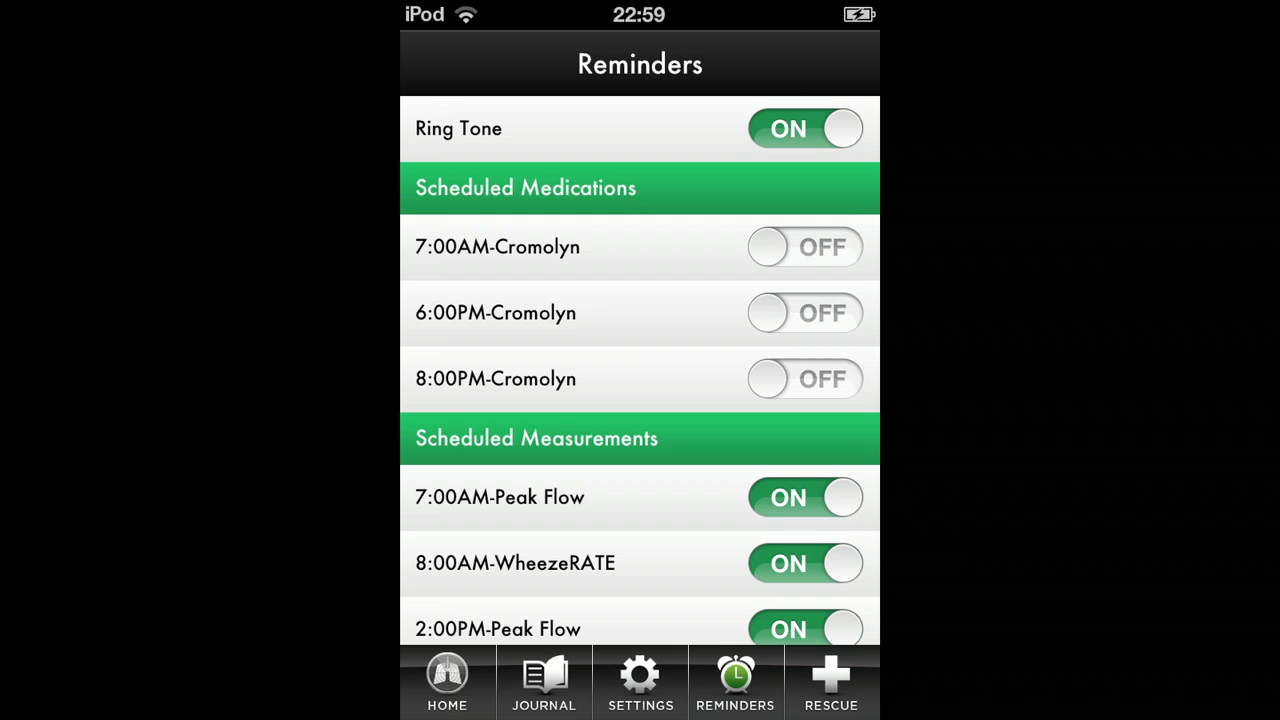 iPod 22:59
Reminders
Ring Tone ON
Scheduled Medications
7:00AM-Cromolyn OFF
6:00PM-Cromolyn OFF
8:00PM-Cromolyn OFF
Scheduled Measurements
7:00AM-Peak Flow ON
8:00AM-WheezeRATE ON
2:00PM-Peak Flow ON
HOME JOURNAL SETTINGS REMINDERS RESCUE